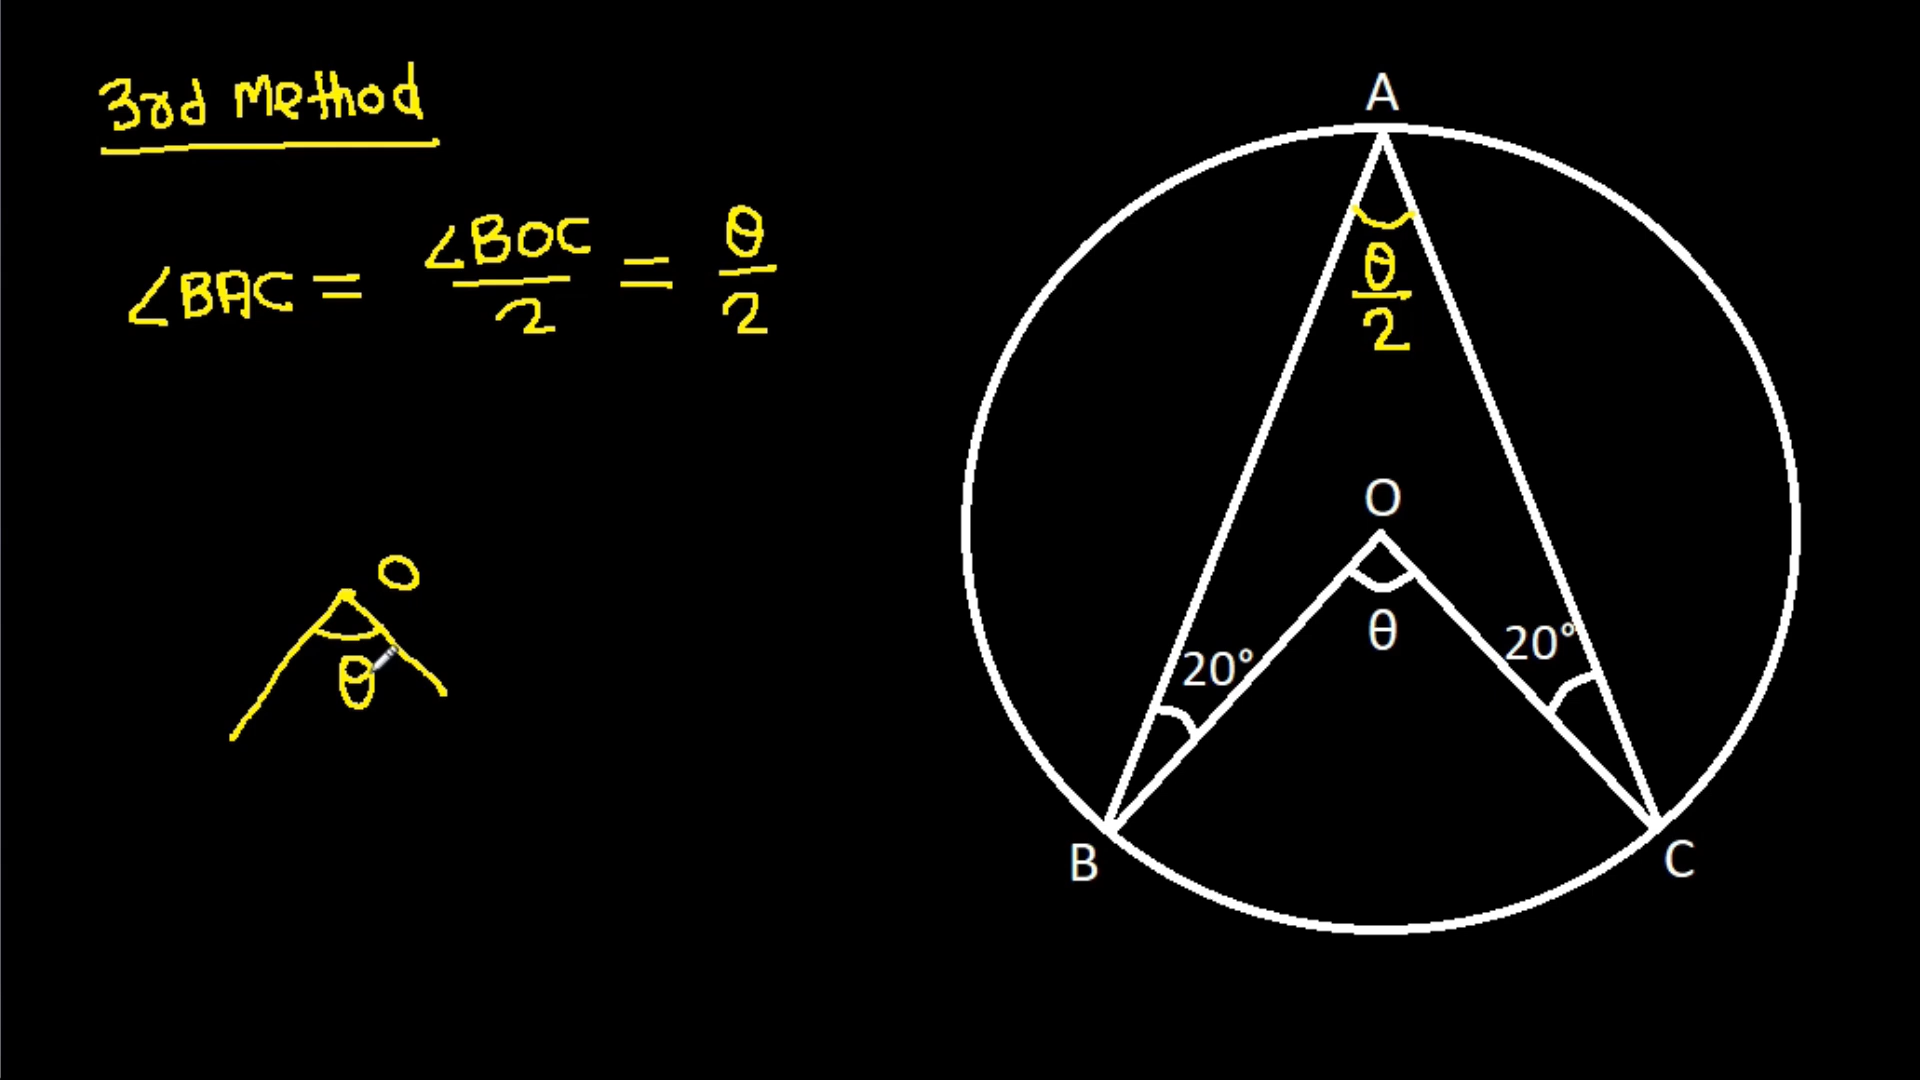 3rd Method
∠BAC = ∠BOC/2 = θ/2
O
θ
A
θ/2
O
θ
20°
20°
B
C